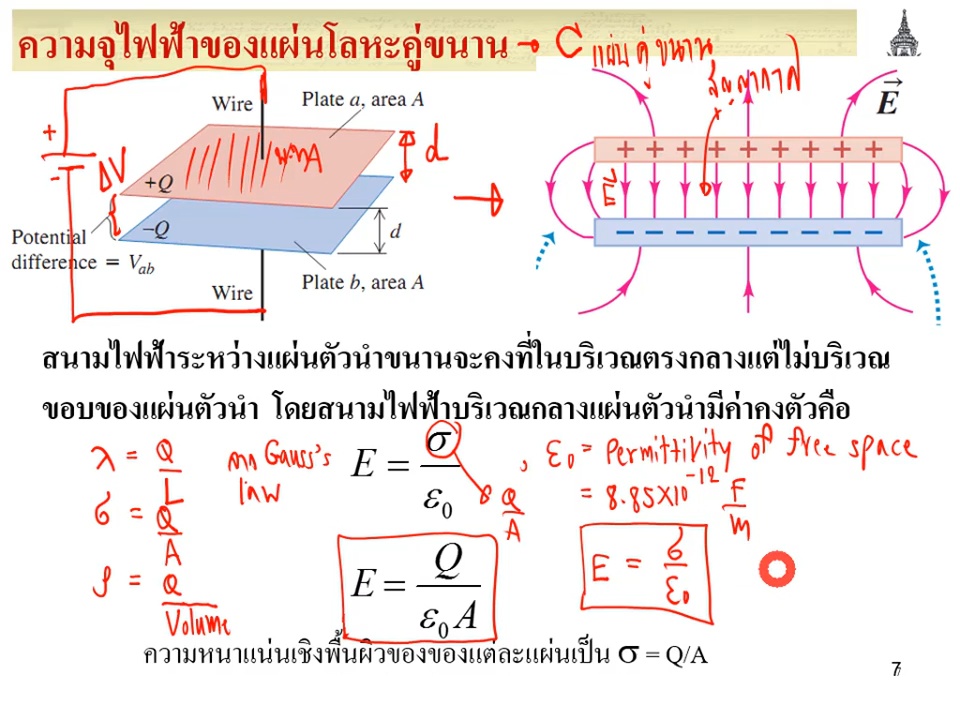 ความจุไฟฟ้าของแผ่นโลหะคู่ขนาน → C แผ่นคู่ขนาน
สุญญากาศ
Wire
Plate a, area A
+
-
ΔV
พ.ท.A
d
+Q
-Q
d
Potential
difference = Vab
Plate b, area A
Wire
E
+ + + + + + + + +
− − − − − − − − −
สนามไฟฟ้าระหว่างแผ่นตัวนำขนานจะคงที่ในบริเวณตรงกลางแต่ไม่บริเวณ
ขอบของแผ่นตัวนำ โดยสนามไฟฟ้าบริเวณกลางแผ่นตัวนำมีค่าคงตัวคือ
λ = Q/L
σ = Q/A
ρ = Q/Volume
จาก Gauss's
law
E = σ/ε0
Q/A
, ε0 = Permittivity of free space
= 8.85×10^-12 F/m
E = Q/ε0A
E = σ/ε0
ความหนาแน่นเชิงพื้นผิวของของแต่ละแผ่นเป็น σ = Q/A
7